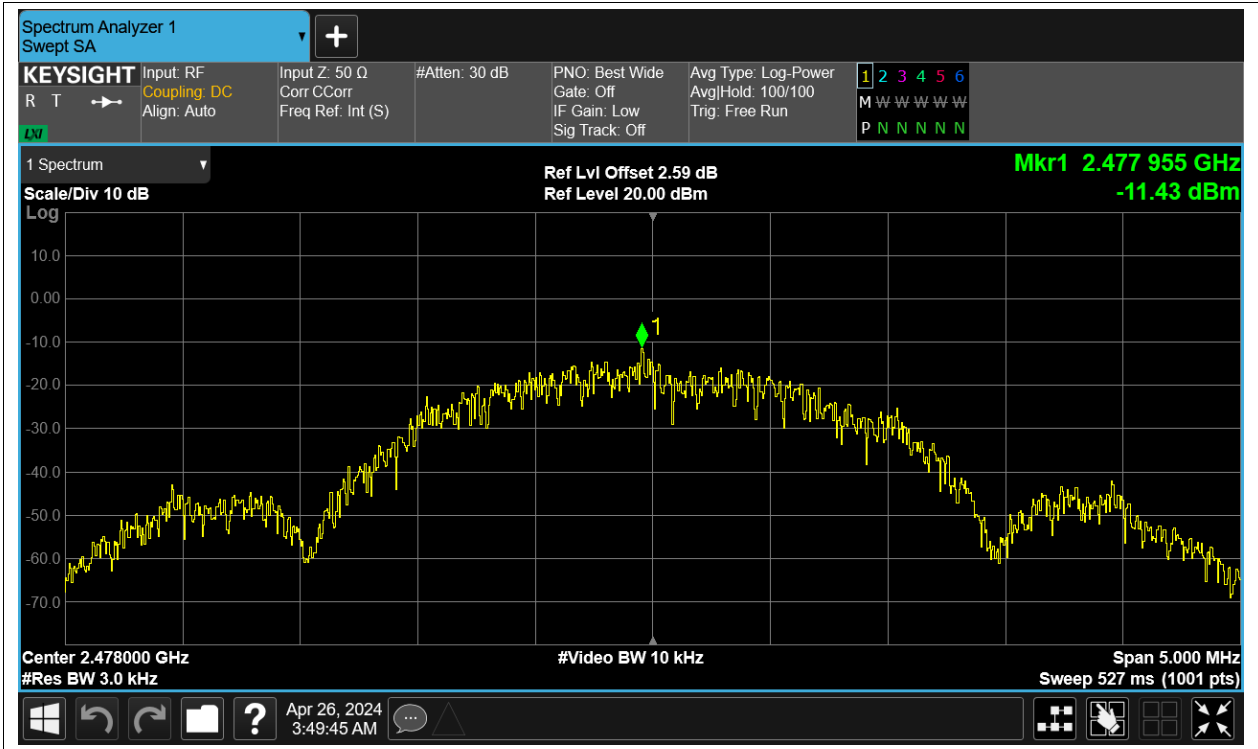 Spectrum Analyzer 1
Swept SA
KEYSIGHT
R T
LXI
Input: RF
Coupling: DC
Align: Auto
Input Z: 50 Ω
Corr CCorr
Freq Ref: Int (S)
#Atten: 30 dB
PNO: Best Wide
Gate: Off
IF Gain: Low
Sig Track: Off
Avg Type: Log-Power
Avg|Hold: 100/100
Trig: Free Run
1 2 3 4 5 6
M W W W W W
P N N N N N
1 Spectrum
Scale/Div 10 dB
Log
Ref Lvl Offset 2.59 dB
Ref Level 20.00 dBm
Mkr1 2.477 955 GHz
-11.43 dBm
10.0
0.00
-10.0
-20.0
-30.0
-40.0
-50.0
-60.0
-70.0
1
Center 2.478000 GHz
#Res BW 3.0 kHz
#Video BW 10 kHz
Span 5.000 MHz
Sweep 527 ms (1001 pts)
?
Apr 26, 2024
3:49:45 AM